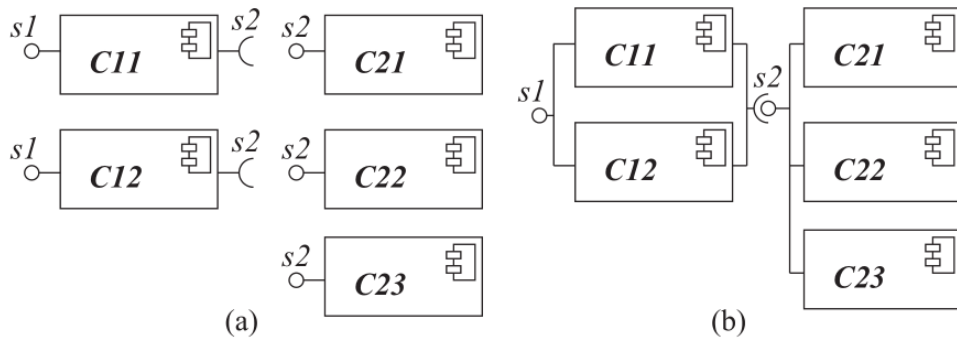 s1 C11 s2 s2 C21
s1 C12 s2 s2 C22
s2 C23
(a)
C11 C21
s1 s2
C12 C22
C23
(b)